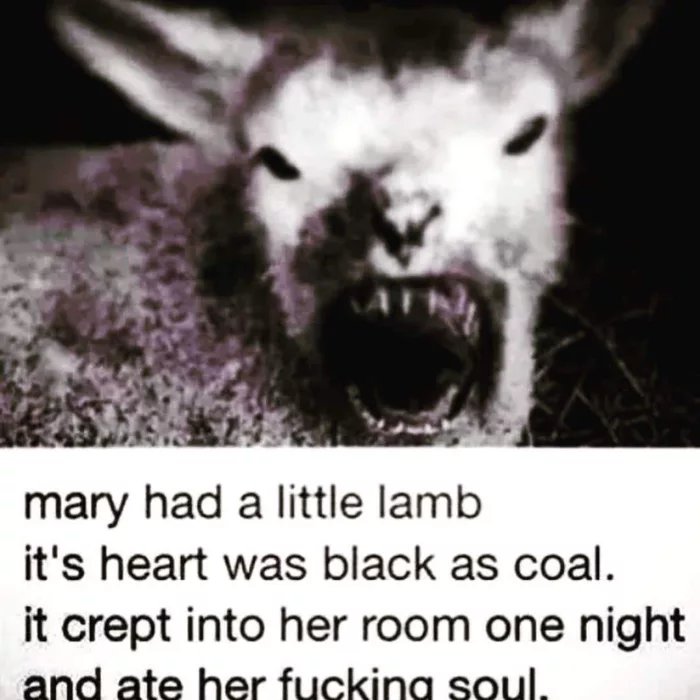 mary had a little lamb
it's heart was black as coal.
it crept into her room one night
and ate her fucking soul.